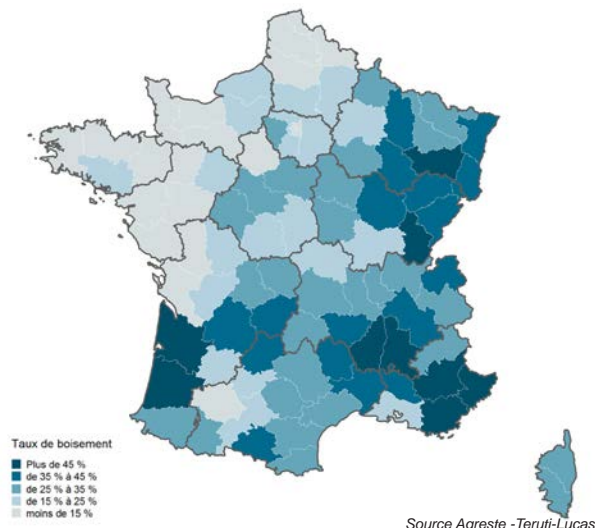 Taux de boisement
Plus de 45 %
de 35 % à 45 %
de 25 % à 35 %
de 15 % à 25 %
moins de 15 %
Source Agreste -Teruti-Lucas